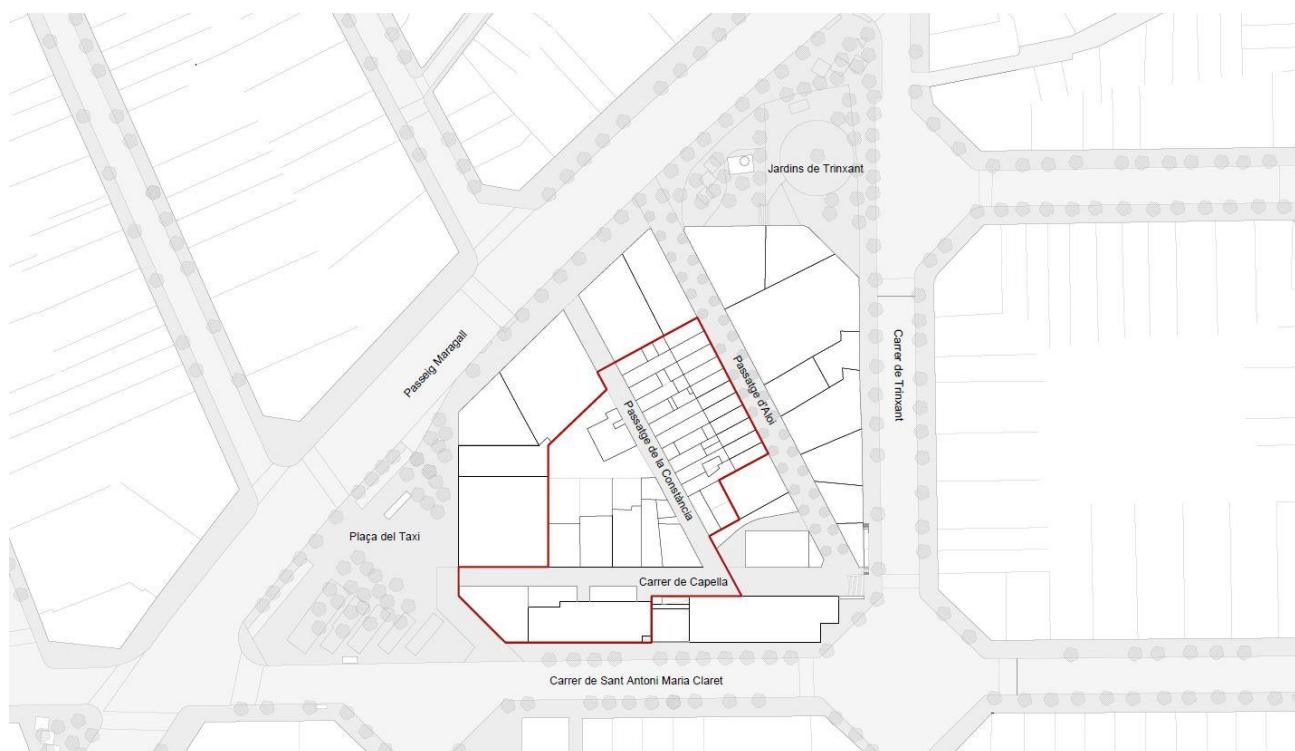 Jardins de Trinxant
Passeig Maragall
Carrer de Trinxant
Passatge d'Aloi
Passatge de la Constància
Plaça del Taxi
Carrer de Capella
Carrer de Sant Antoni Maria Claret